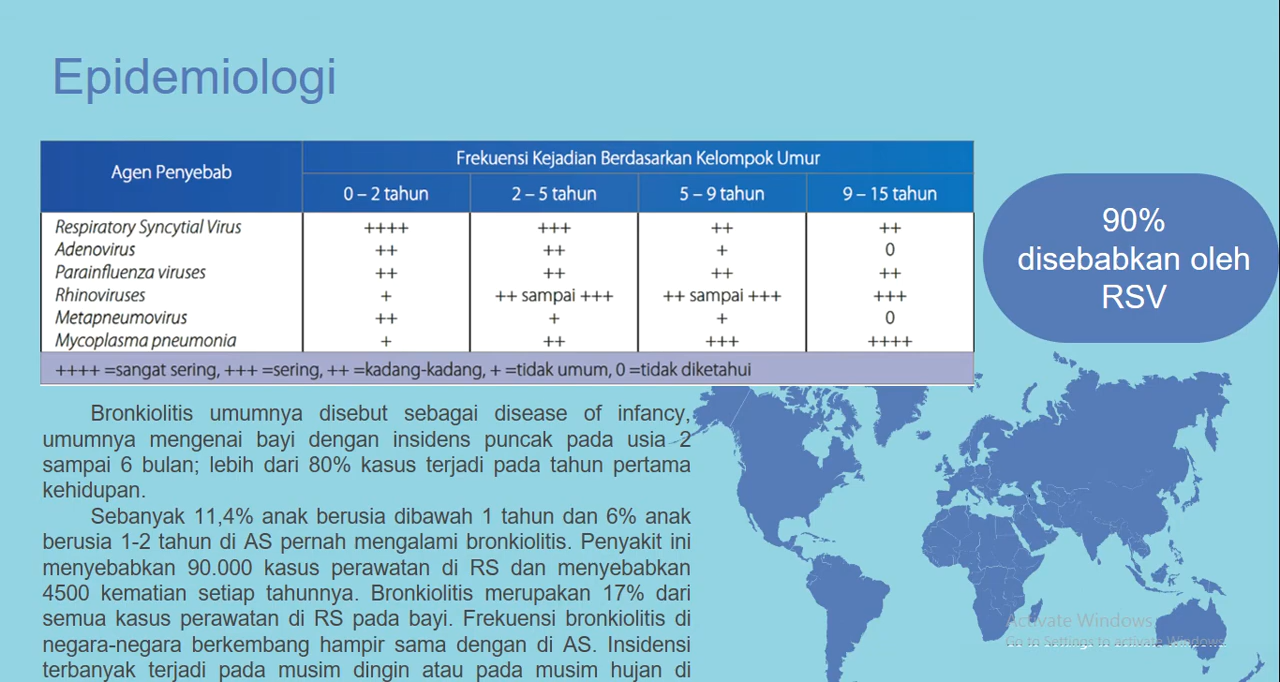 Epidemiologi
Agen Penyebab
Frekuensi Kejadian Berdasarkan Kelompok Umur
0 – 2 tahun 2 – 5 tahun 5 – 9 tahun 9 – 15 tahun
Respiratory Syncytial Virus ++++ +++ ++ ++
Adenovirus ++ ++ + 0
Parainfluenza viruses ++ ++ ++ ++
Rhinoviruses + ++ sampai +++ ++ sampai +++ +++
Metapneumovirus ++ + + 0
Mycoplasma pneumonia + ++ +++ ++++
++++ =sangat sering, +++ =sering, ++ =kadang-kadang, + =tidak umum, 0 =tidak diketahui
90%
disebabkan oleh
RSV
Bronkiolitis umumnya disebut sebagai disease of infancy,
umumnya mengenai bayi dengan insidens puncak pada usia 2
sampai 6 bulan; lebih dari 80% kasus terjadi pada tahun pertama
kehidupan.
Sebanyak 11,4% anak berusia dibawah 1 tahun dan 6% anak
berusia 1-2 tahun di AS pernah mengalami bronkiolitis. Penyakit ini
menyebabkan 90.000 kasus perawatan di RS dan menyebabkan
4500 kematian setiap tahunnya. Bronkiolitis merupakan 17% dari
semua kasus perawatan di RS pada bayi. Frekuensi bronkiolitis di
negara-negara berkembang hampir sama dengan di AS. Insidensi
terbanyak terjadi pada musim dingin atau pada musim hujan di
Activate Windows
Go to Settings to activate Windows.